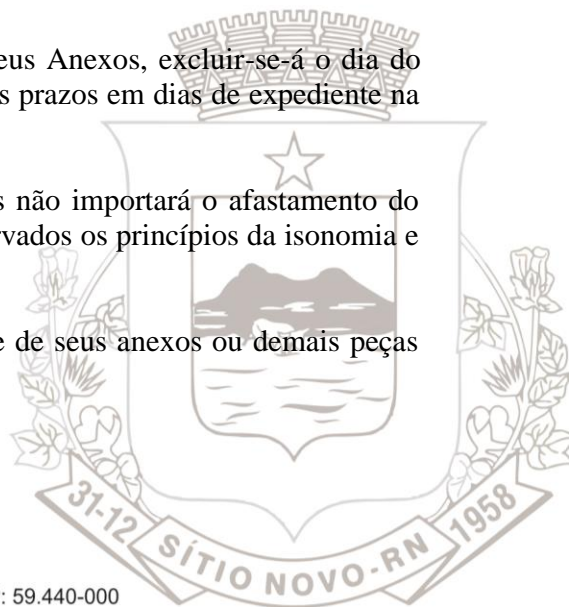 eus Anexos, excluir-se-á o dia do
s prazos em dias de expediente na
s não importará o afastamento do
rvados os princípios da isonomia e
e de seus anexos ou demais peças
31-12 SÍTIO NOVO-RN 1958
: 59.440-000